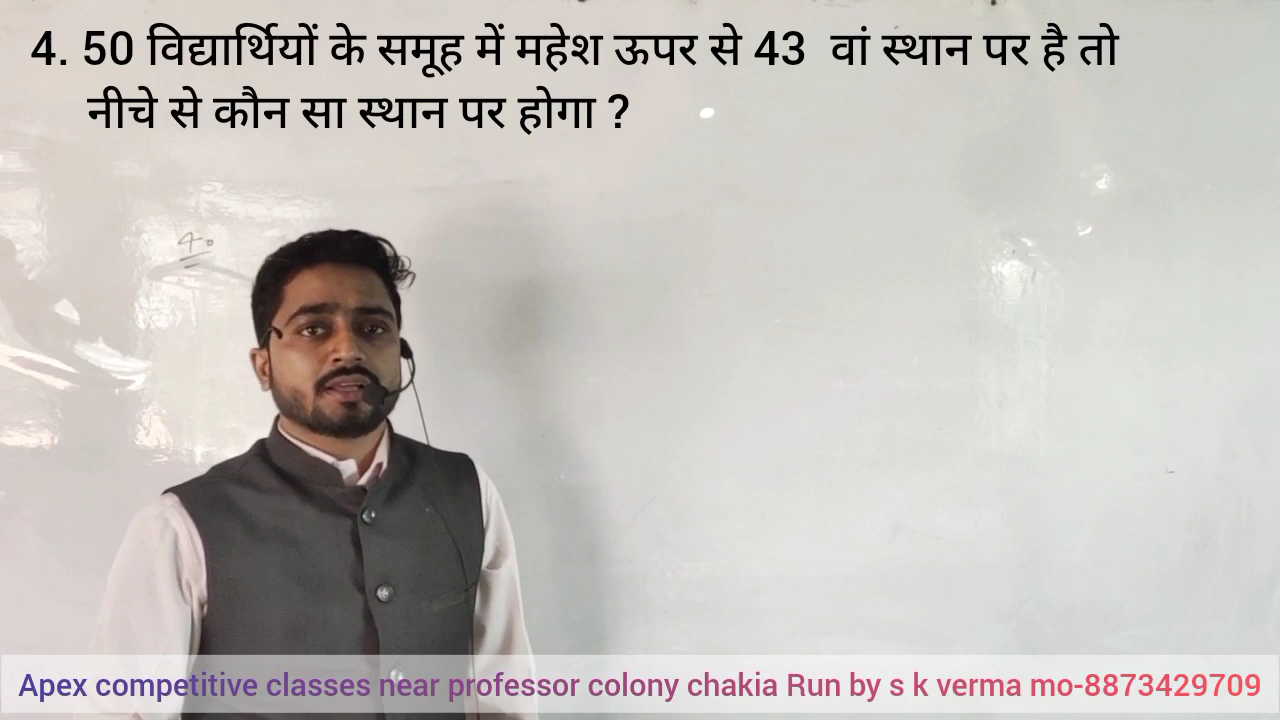 4. 50 विद्यार्थियों के समूह में महेश ऊपर से 43 वां स्थान पर है तो
नीचे से कौन सा स्थान पर होगा ?
40
Apex competitive classes near professor colony chakia Run by s k verma mo-8873429709